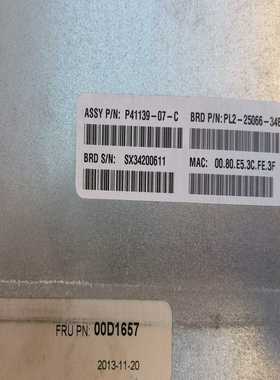 ASSY P/N: P41139-07-C BRD P/N: PL2-25066-34
BRD S/N: SX34200611 MAC: 00.80.E5.3C.FE.3F
FRU PN: 00D1657
2013-11-20